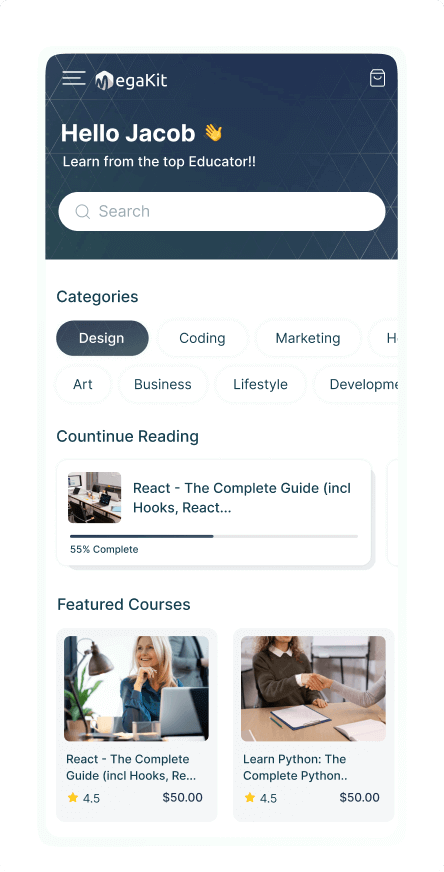 MegaKit
Hello Jacob 👋
Learn from the top Educator!!
Search
Categories
Design Coding Marketing
Art Business Lifestyle Developme
Countinue Reading
React - The Complete Guide (incl
Hooks, React...
55% Complete
Featured Courses
React - The Complete
Guide (incl Hooks, Re...
4.5 $50.00
Learn Python: The
Complete Python..
4.5 $50.00